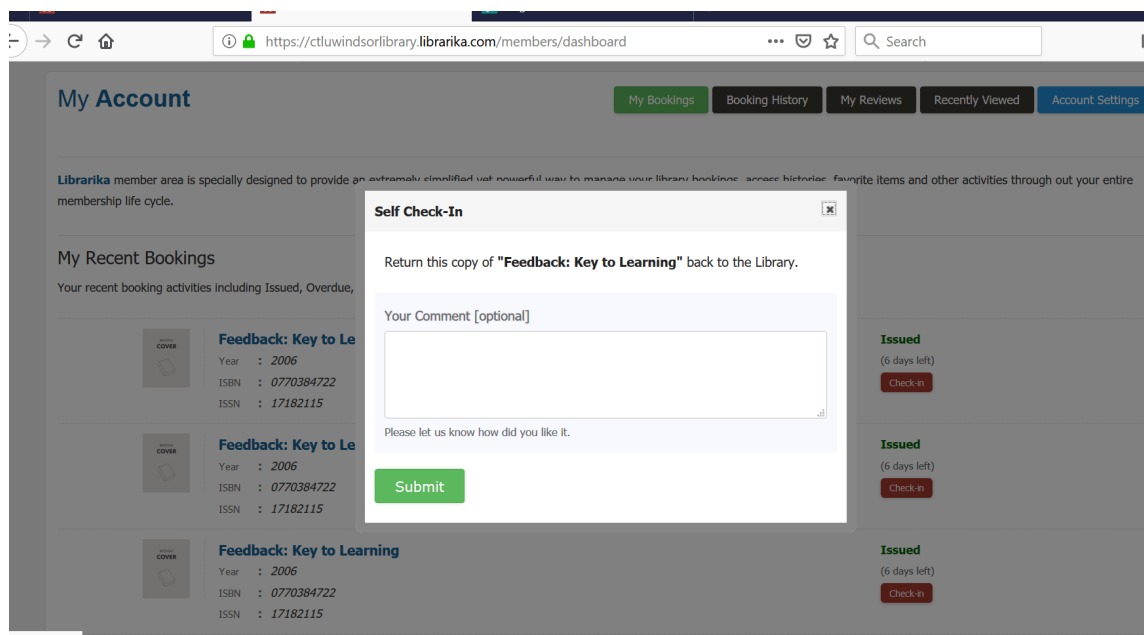 https://ctluwindsorlibrary.librarika.com/members/dashboard
Search
My Account
My Bookings
Booking History
My Reviews
Recently Viewed
Account Settings
Librarika member area is specially designed to provide an extremely simplified yet powerful way to manage your library bookings, access histories, favorite items and other activities through out your entire
membership life cycle.
Self Check-In
Return this copy of "Feedback: Key to Learning" back to the Library.
Your Comment [optional]
Please let us know how did you like it.
Submit
My Recent Bookings
Your recent booking activities including Issued, Overdue,
COVER
Feedback: Key to Le
Year : 2006
ISBN : 0770384722
ISSN : 17182115
Issued
(6 days left)
Check-in
COVER
Feedback: Key to Le
Year : 2006
ISBN : 0770384722
ISSN : 17182115
Issued
(6 days left)
Check-in
COVER
Feedback: Key to Learning
Year : 2006
ISBN : 0770384722
ISSN : 17182115
Issued
(6 days left)
Check-in